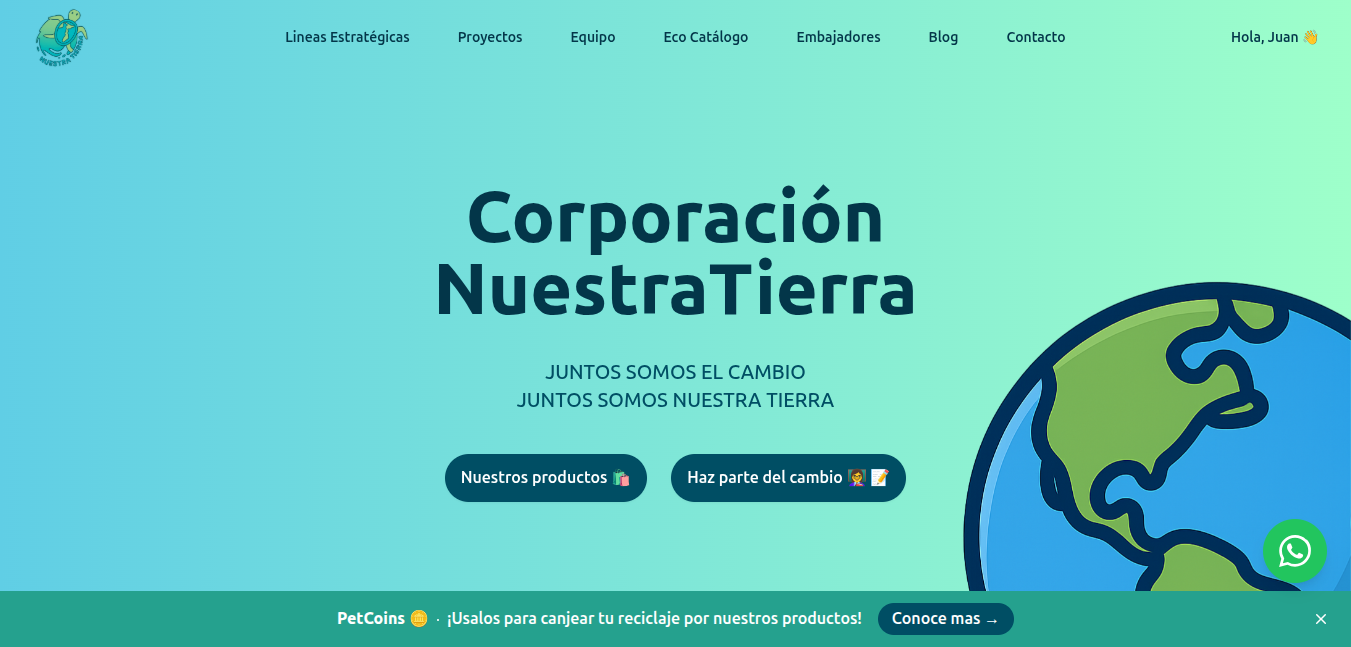 NUESTRA TIERRA
Lineas Estratégicas
Proyectos
Equipo
Eco Catálogo
Embajadores
Blog
Contacto
Hola, Juan 👋
Corporación
NuestraTierra
JUNTOS SOMOS EL CAMBIO
JUNTOS SOMOS NUESTRA TIERRA
Nuestros productos 🛍️
Haz parte del cambio 👩‍🏫 📝
PetCoins 🪙 · ¡Usalos para canjear tu reciclaje por nuestros productos!
Conoce mas →